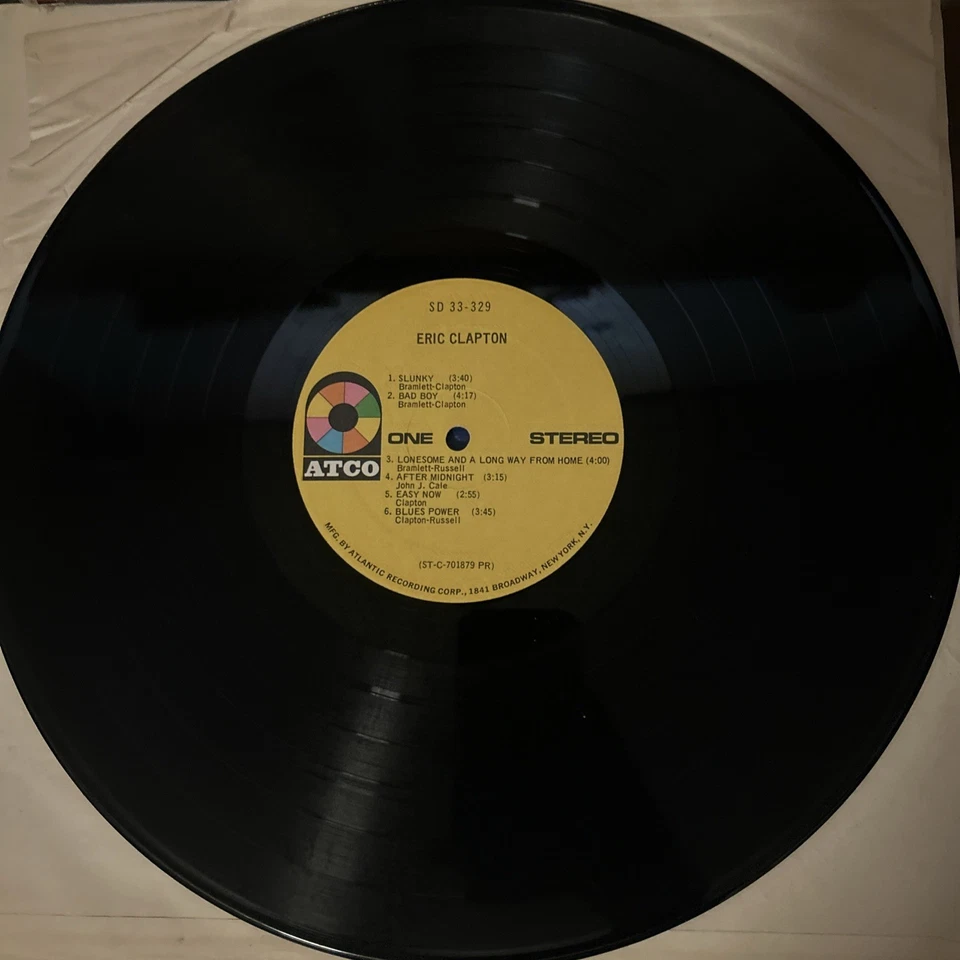 SD 33-329
ERIC CLAPTON
1. SLUNKY (3:40)
Bramlett-Clapton
2. BAD BOY (4:17)
Bramlett-Clapton
ATCO
ONE STEREO
3. LONESOME AND A LONG WAY FROM HOME (4:00)
Bramlett-Russell
4. AFTER MIDNIGHT (3:15)
John J. Cale
5. EASY NOW (2:55)
Clapton
6. BLUES POWER (3:45)
Clapton-Russell
(ST-C-701879 PR)
MFG. BY ATLANTIC RECORDING CORP., 1841 BROADWAY, NEW YORK, N.Y.